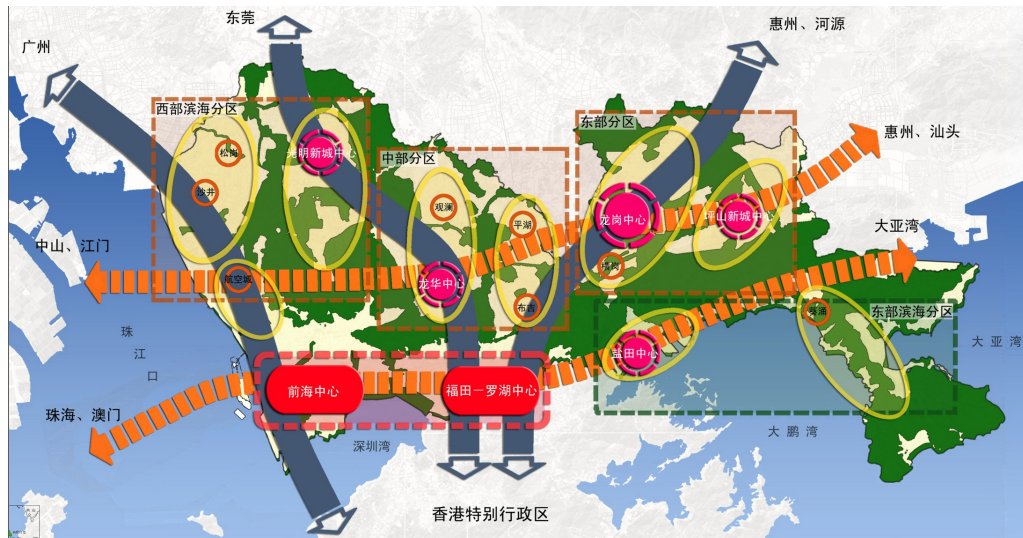 东莞
惠州、河源
广州
西部滨海分区
东部分区
惠州、汕头
松岗
光明新城中心
中部分区
沙井
观澜
龙岗中心
坪山新城中心
平湖
大亚湾
中山、江门
横岗
航空城
龙华中心
布吉
葵涌
东部滨海分区
珠
江
口
盐田中心
大亚湾
前海中心
福田－罗湖中心
珠海、澳门
深圳湾
大鹏湾
香港特别行政区